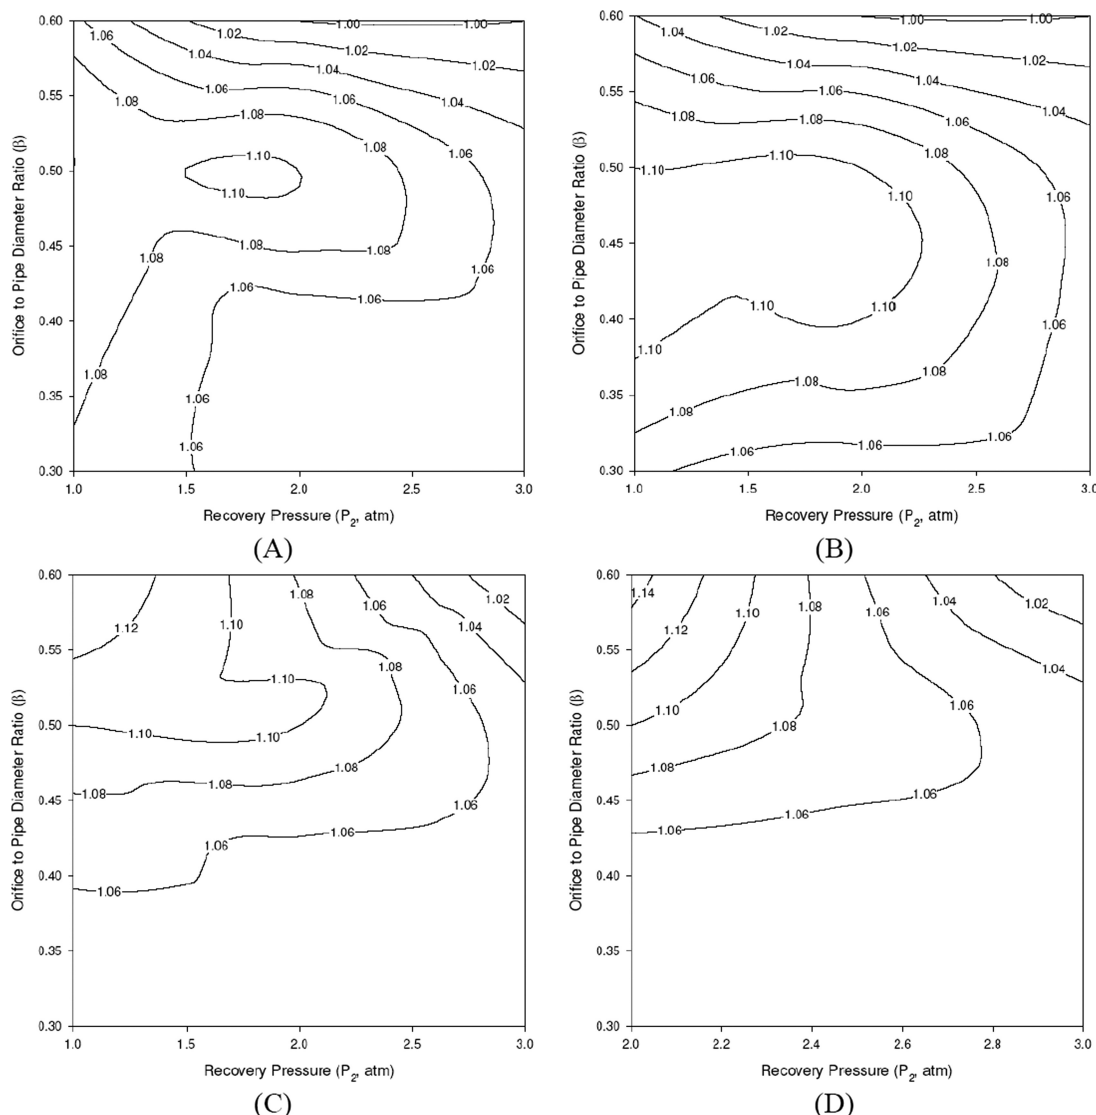 0.60
0.55
0.50
0.45
0.40
0.35
0.30
1.0 1.5 2.0 2.5 3.0
Orifice to Pipe Diameter Ratio (β)
Recovery Pressure (P2, atm)
1.00 1.00
1.06 1.02
1.04 1.02 1.02
1.04
1.08 1.06 1.06 1.04
1.08 1.08
1.10 1.06
1.10
1.08 1.08 1.08
1.06
1.06 1.06
1.08
1.06
1.06
(A)
0.60
0.55
0.50
0.45
0.40
0.35
0.30
1.0 1.5 2.0 2.5 3.0
Orifice to Pipe Diameter Ratio (β)
Recovery Pressure (P2, atm)
1.00 1.00
1.04 1.02
1.02 1.02
1.06 1.04 1.04
1.06 1.04
1.08 1.08 1.06
1.10 1.10 1.08
1.10 1.06
1.08
1.10 1.10 1.06
1.10
1.08 1.08 1.08
1.06 1.06 1.06
(B)
0.60
0.55
0.50
0.45
0.40
0.35
0.30
1.0 1.5 2.0 2.5 3.0
Orifice to Pipe Diameter Ratio (β)
Recovery Pressure (P2, atm)
1.08 1.06 1.02
1.12 1.10 1.04
1.10 1.08
1.06
1.10 1.10
1.08 1.08 1.08
1.06
1.06 1.06
1.06
(C)
0.60
0.55
0.50
0.45
0.40
0.35
0.30
2.0 2.2 2.4 2.6 2.8 3.0
Orifice to Pipe Diameter Ratio (β)
Recovery Pressure (P2, atm)
1.14 1.10 1.08 1.06 1.04 1.02
1.12
1.04
1.10 1.06
1.08
1.08
1.06
1.06 1.06
(D)